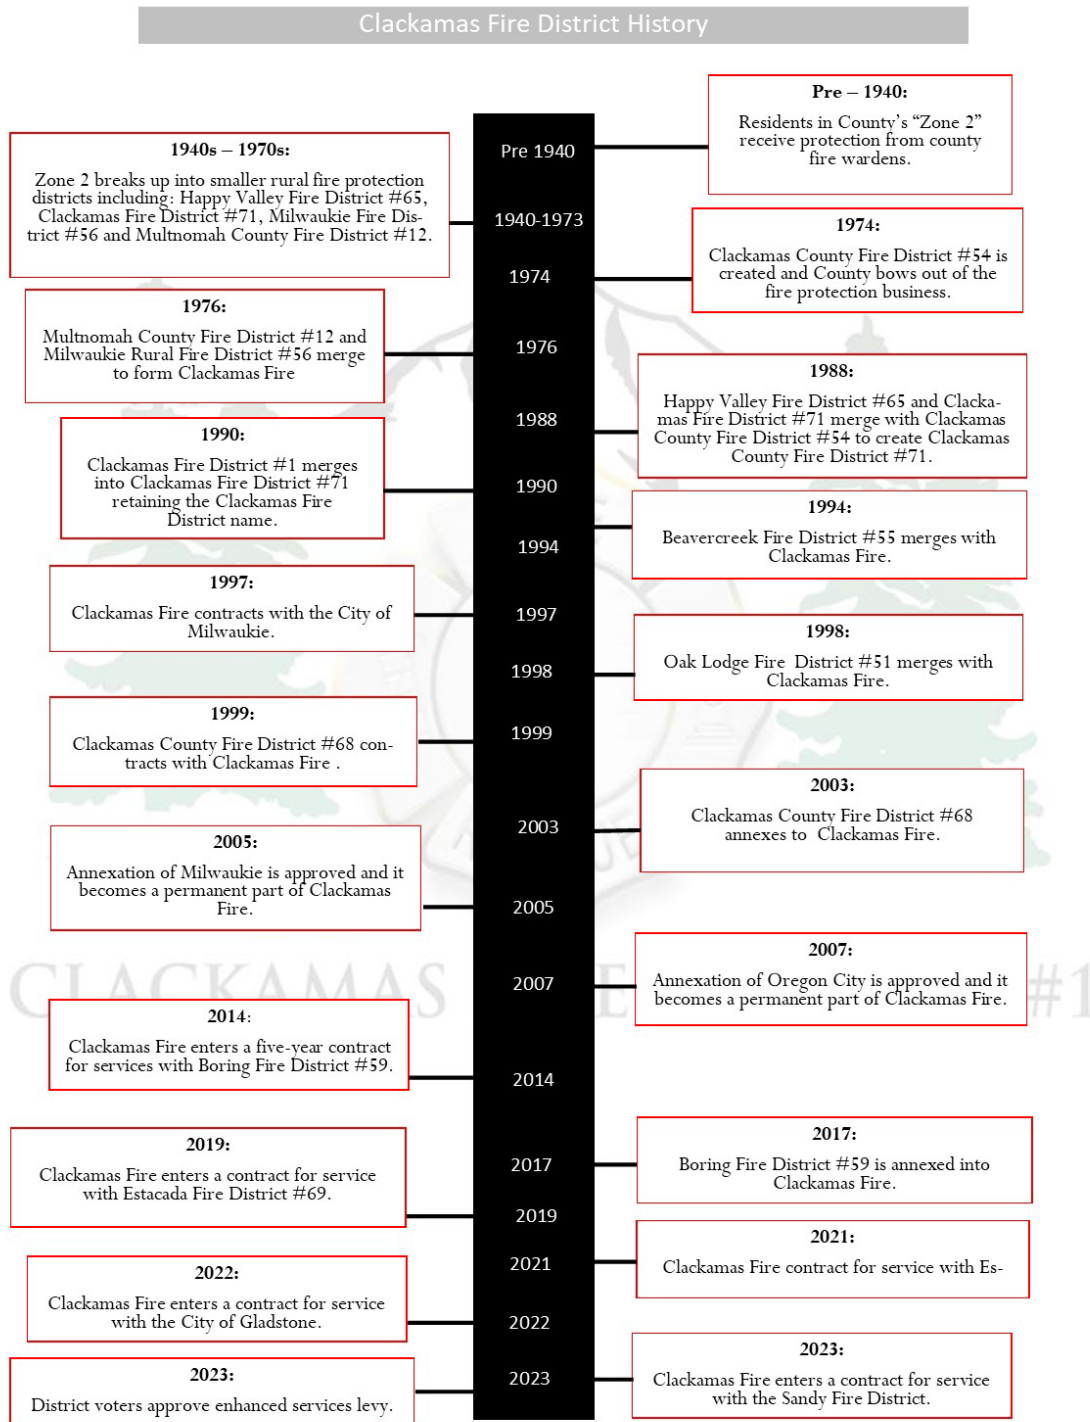 Clackamas Fire District History
Pre – 1940:
Residents in County's “Zone 2”
receive protection from county
fire wardens.
Pre 1940
1940s – 1970s:
Zone 2 breaks up into smaller rural fire protection
districts including: Happy Valley Fire District #65,
Clackamas Fire District #71, Milwaukie Fire Dis-
trict #56 and Multnomah County Fire District #12.
1940-1973
1974:
Clackamas County Fire District #54 is
created and County bows out of the
fire protection business.
1974
1976:
Multnomah County Fire District #12 and
Milwaukie Rural Fire District #56 merge
to form Clackamas Fire
1976
1988:
Happy Valley Fire District #65 and Clacka-
mas Fire District #71 merge with Clackamas
County Fire District #54 to create Clackamas
County Fire District #71.
1988
1990:
Clackamas Fire District #1 merges
into Clackamas Fire District #71
retaining the Clackamas Fire
District name.
1990
1994:
Beavercreek Fire District #55 merges with
Clackamas Fire.
1994
1997:
Clackamas Fire contracts with the City of
Milwaukie.
1997
1998:
Oak Lodge Fire  District #51 merges with
Clackamas Fire.
1998
1999:
Clackamas County Fire District #68 con-
tracts with Clackamas Fire .
1999
2003:
Clackamas County Fire District #68
annexes to  Clackamas Fire.
2003
2005:
Annexation of Milwaukie is approved and it
becomes a permanent part of Clackamas
Fire.
2005
2007:
Annexation of Oregon City is approved and it
becomes a permanent part of Clackamas Fire.
2007
CLACKAMAS E #1
2014:
Clackamas Fire enters a five-year contract
for services with Boring Fire District #59.
2014
2017:
Boring Fire District #59 is annexed into
Clackamas Fire.
2017
2019:
Clackamas Fire enters a contract for service
with Estacada Fire District #69.
2019
2021:
Clackamas Fire contract for service with Es-
2021
2022:
Clackamas Fire enters a contract for service
with the City of Gladstone.
2022
2023:
Clackamas Fire enters a contract for service
with the Sandy Fire District.
2023
2023:
District voters approve enhanced services levy.